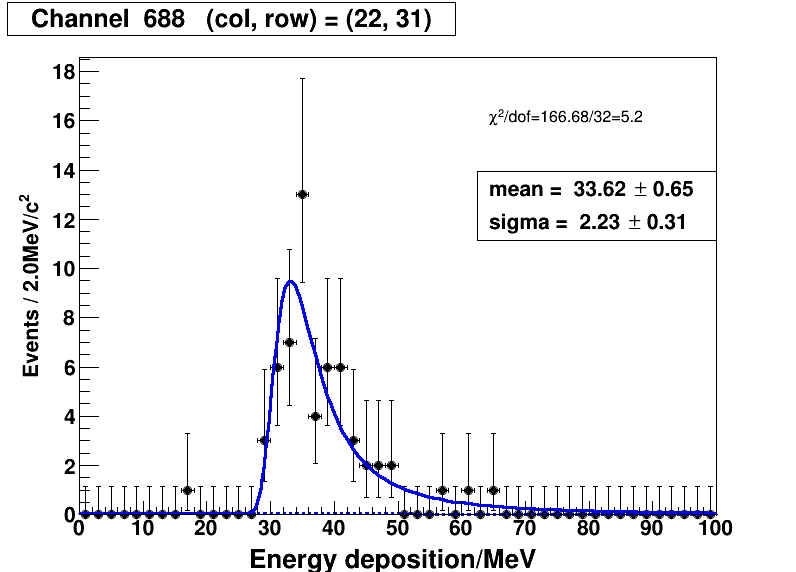 Channel 688 (col, row) = (22, 31)
χ²/dof=166.68/32=5.2
mean = 33.62 ± 0.65
sigma = 2.23 ± 0.31
Events / 2.0MeV/c²
18
16
14
12
10
8
6
4
2
0
0 10 20 30 40 50 60 70 80 90 100
Energy deposition/MeV